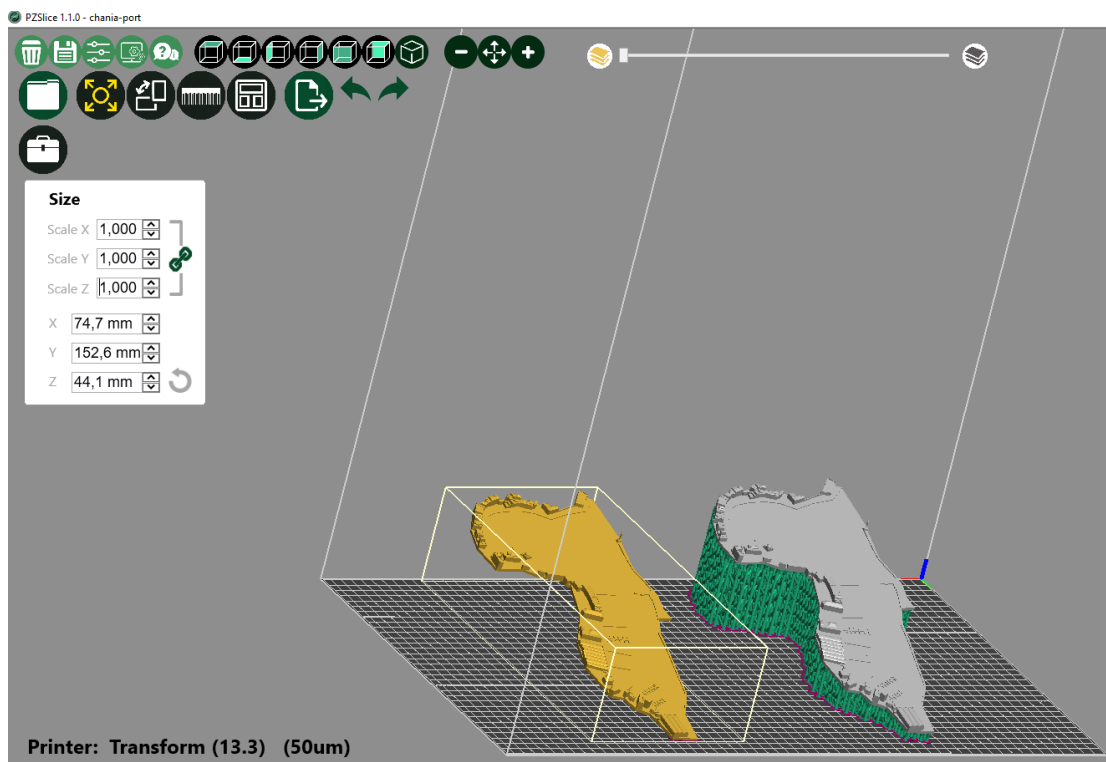 PZSlice 1.1.0 - chania-port
Size
Scale X 1,000
Scale Y 1,000
Scale Z 1,000
X 74,7 mm
Y 152,6 mm
Z 44,1 mm
Printer: Transform (13.3) (50um)